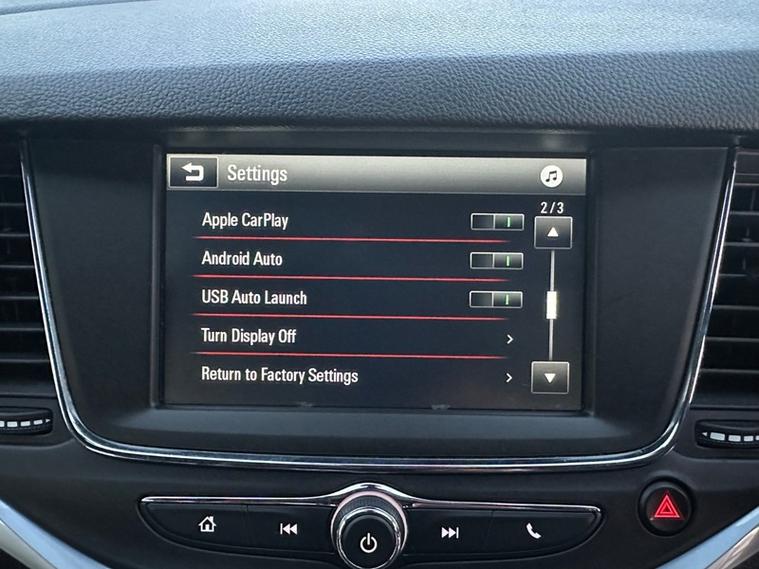 Settings
2/3
Apple CarPlay
Android Auto
USB Auto Launch
Turn Display Off
Return to Factory Settings